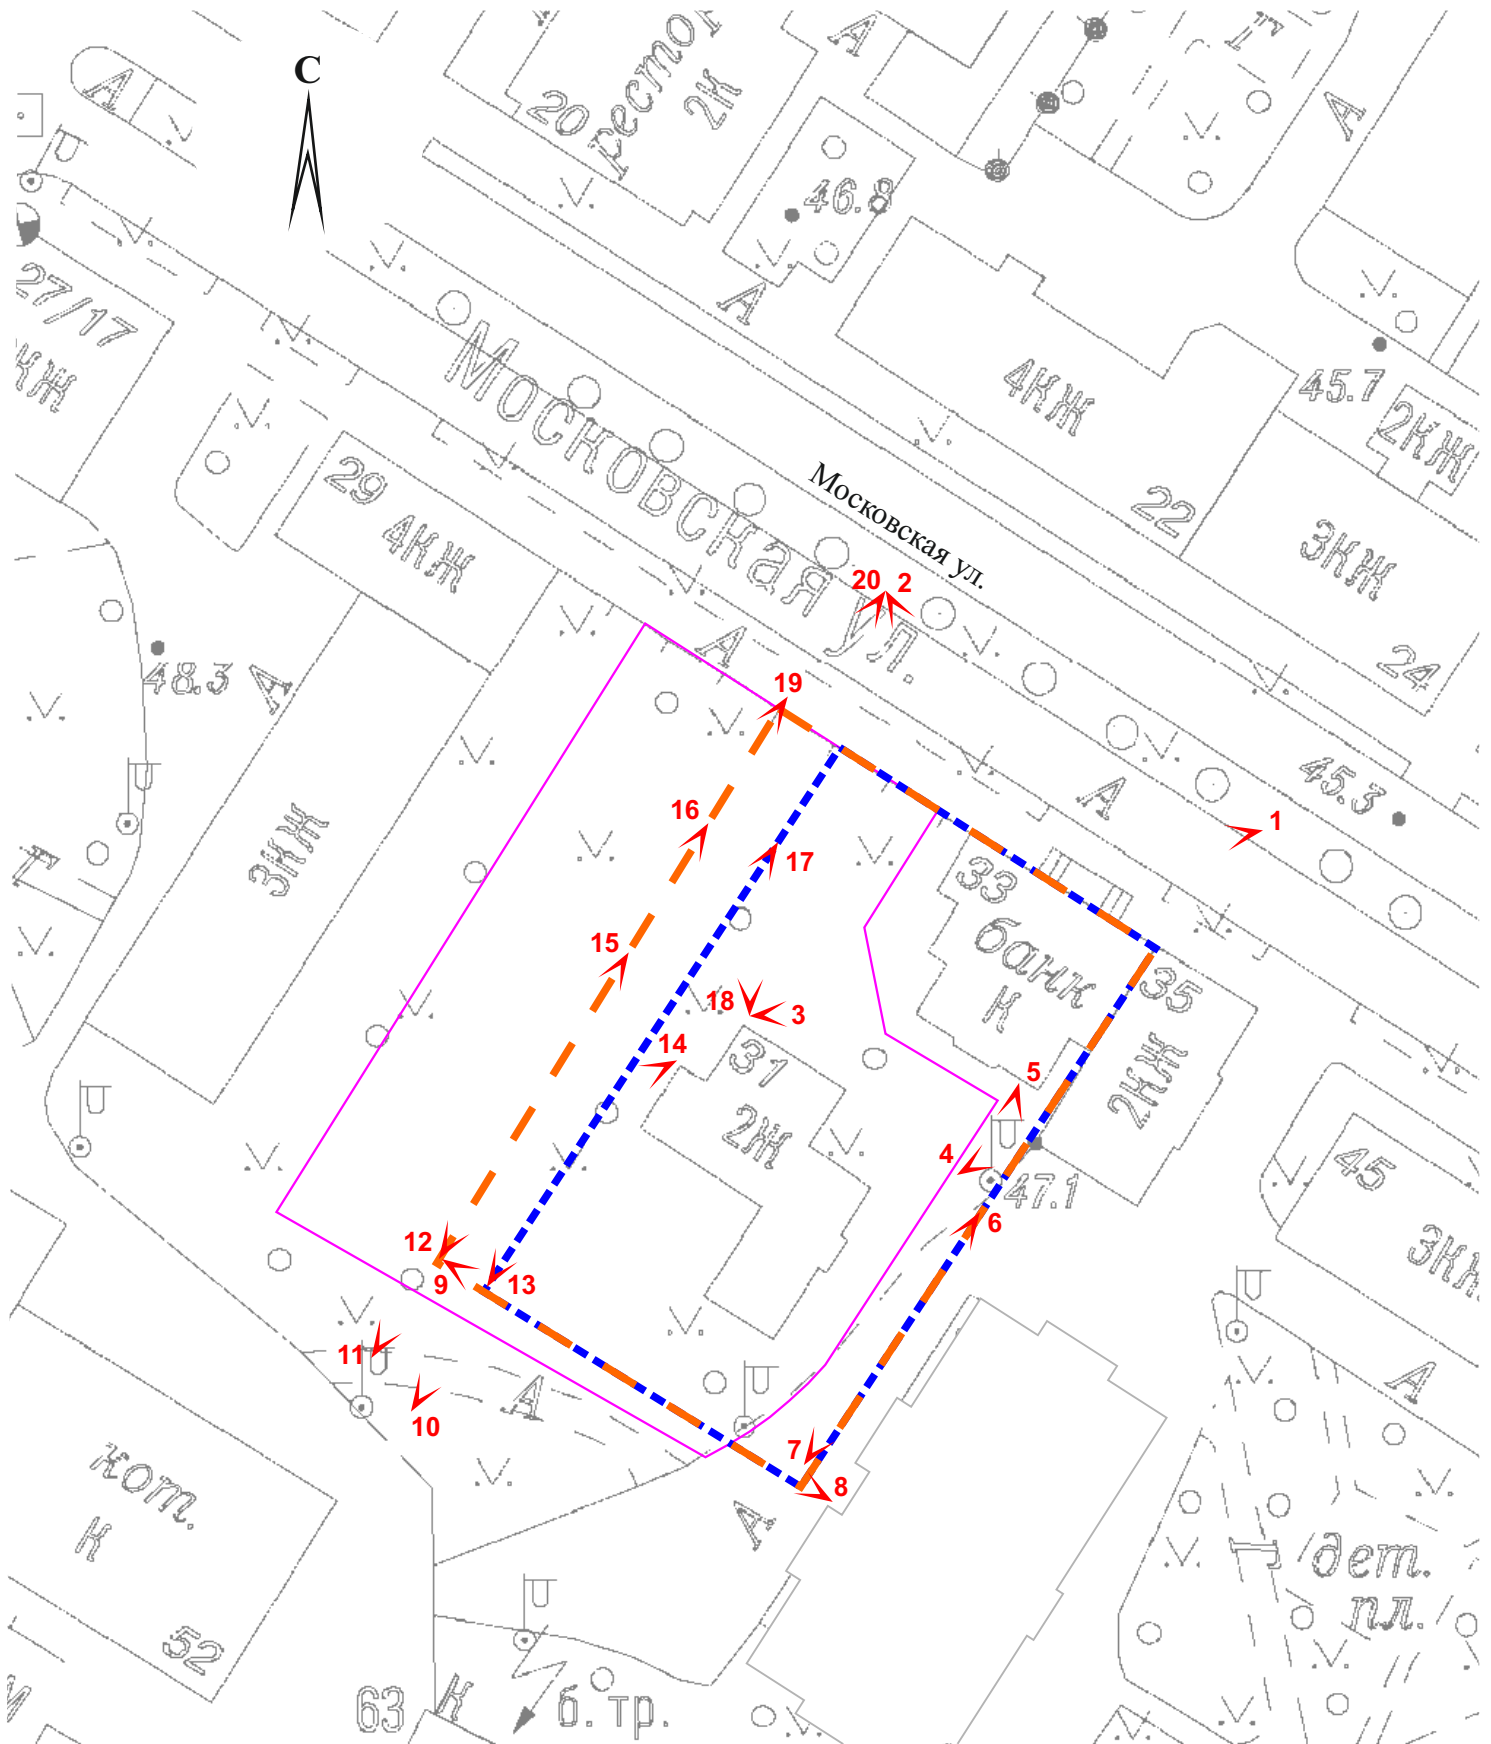 С
А
А
А
А
рестор
2К
20
Г
46.8
27/17
КЖ
А
Московская ул.
4КЖ
45.7
2КЖ
29
4КЖ
Московская ул.
22
3КЖ
20 2
24
48.3
А
А
19
45.3
А
1
16
17
3КЖ
33
банк
К
35
2КЖ
15
18
3
14
31
2Ж
5
4
47.1
6
45
3КЖ
12
9
13
11
10
А
А
7
8
кот.
К
52
А
дет.
пл.
63
К
б.тр.